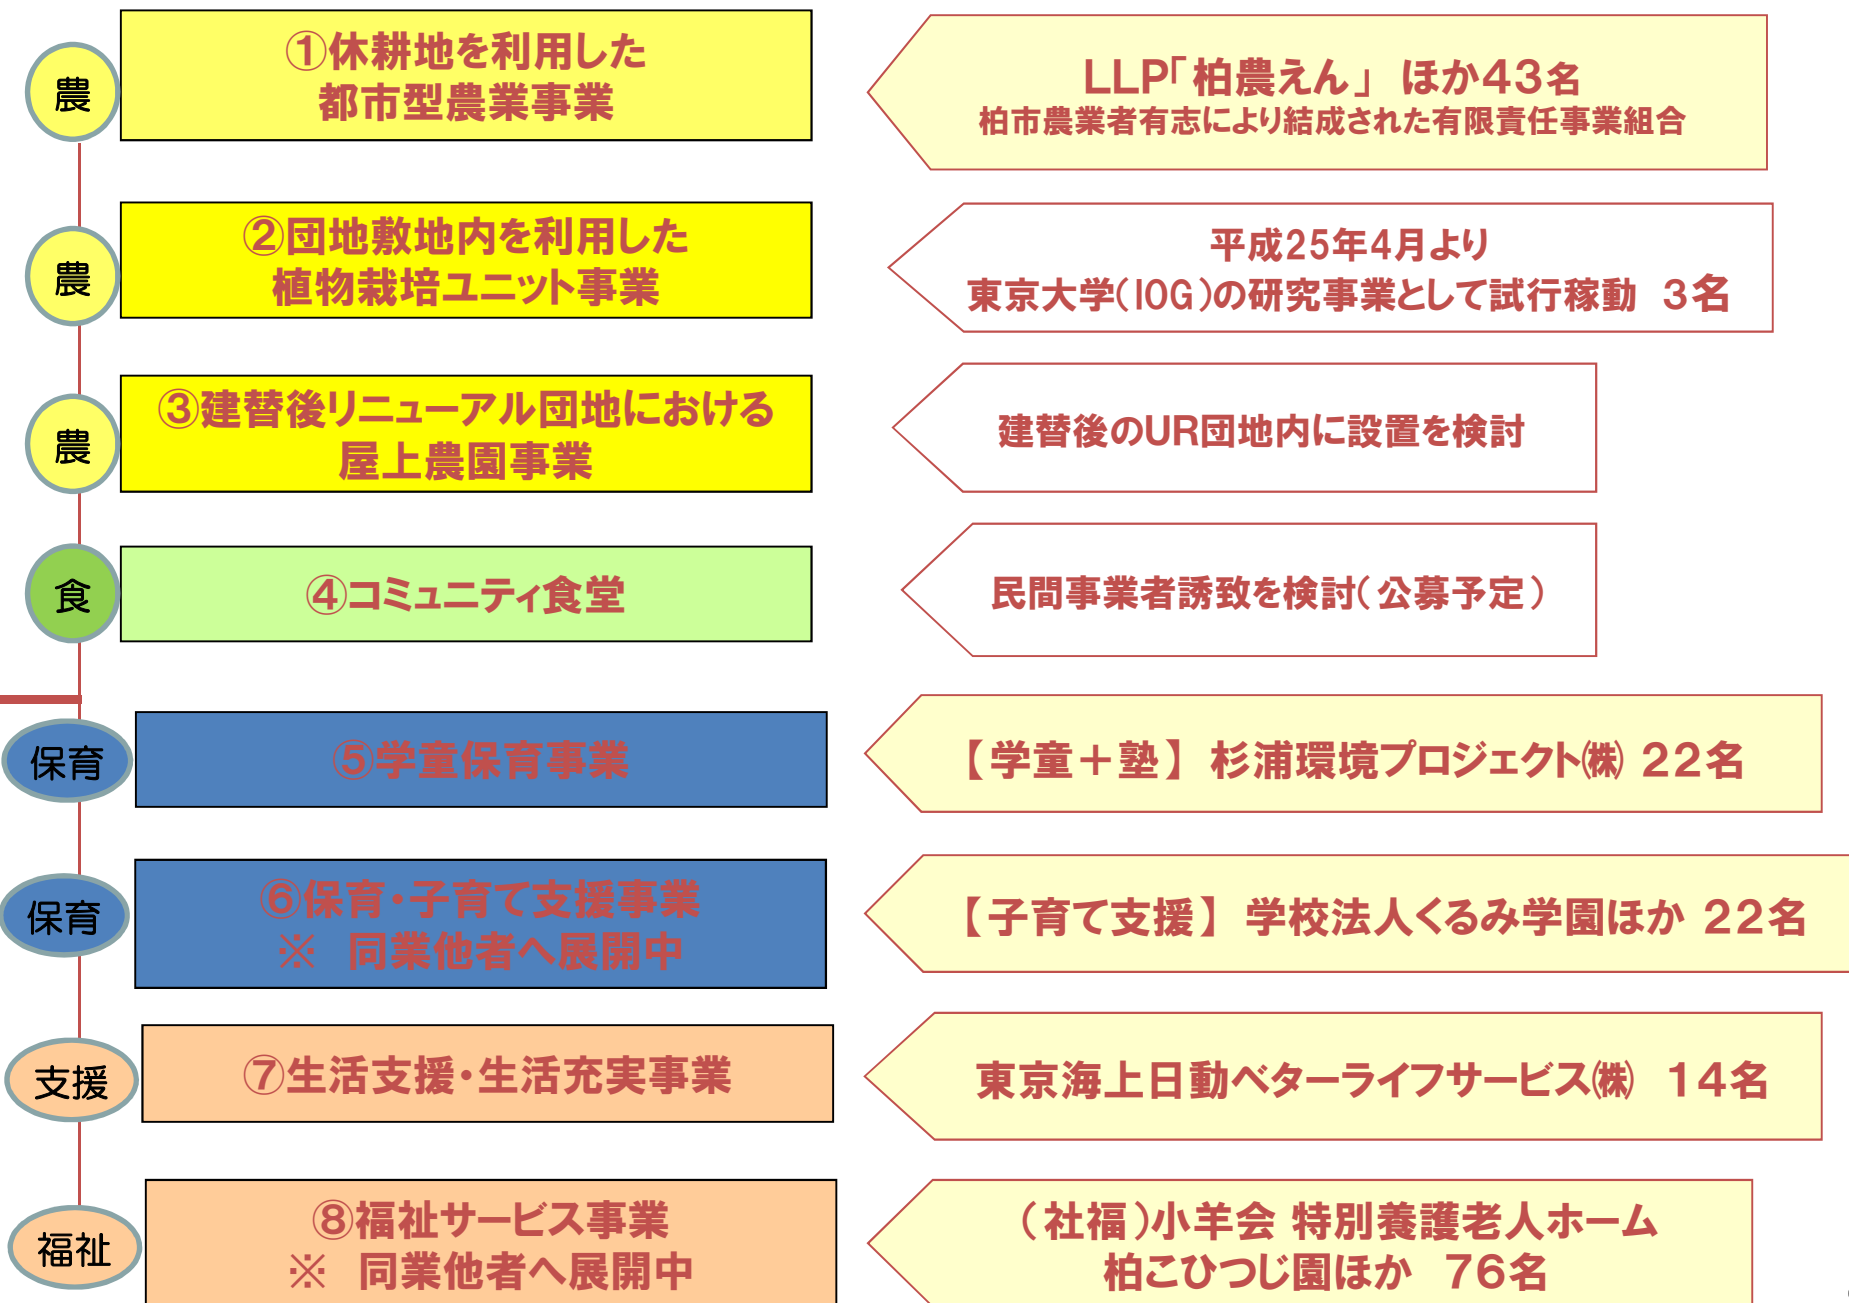 農
①休耕地を利用した
都市型農業事業
LLP「柏農えん」 ほか43名
柏市農業者有志により結成された有限責任事業組合
農
②団地敷地内を利用した
植物栽培ユニット事業
平成25年4月より
東京大学(IOG)の研究事業として試行稼動 3名
農
③建替後リニューアル団地における
屋上農園事業
建替後のUR団地内に設置を検討
食
④コミュニティ食堂
民間事業者誘致を検討(公募予定)
保育
⑤学童保育事業
【学童＋塾】 杉浦環境プロジェクト㈱ 22名
保育
⑥保育・子育て支援事業
※ 同業他者へ展開中
【子育て支援】 学校法人くるみ学園ほか 22名
支援
⑦生活支援・生活充実事業
東京海上日動ベターライフサービス㈱ 14名
福祉
⑧福祉サービス事業
※ 同業他者へ展開中
(社福)小羊会 特別養護老人ホーム
柏こひつじ園ほか 76名